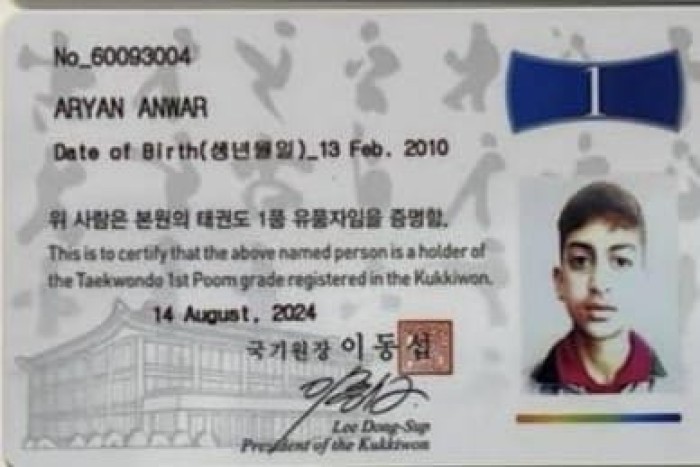 No_60093004
1
ARYAN ANWAR
Date of Birth(생년월일)_13 Feb. 2010
위 사람은 본원의 태권도 1품 유품자임을 증명함.
This is to certify that the above named person is a holder of
the Taekwondo 1st Poom grade registered in the Kukkiwon.
14 August, 2024
국기원장 이동섭
Lee Dong-Sup
President of the Kukkiwon